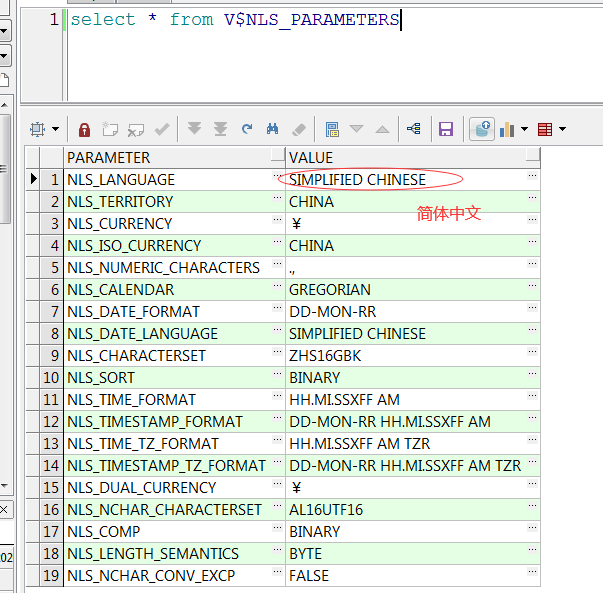 1 select * from V$NLS_PARAMETERS
PARAMETER VALUE
1 NLS_LANGUAGE ... SIMPLIFIED CHINESE ...
2 NLS_TERRITORY ... CHINA ...
简体中文
3 NLS_CURRENCY ... ¥ ...
4 NLS_ISO_CURRENCY ... CHINA ...
5 NLS_NUMERIC_CHARACTERS ... ., ...
6 NLS_CALENDAR ... GREGORIAN ...
7 NLS_DATE_FORMAT ... DD-MON-RR ...
8 NLS_DATE_LANGUAGE ... SIMPLIFIED CHINESE ...
9 NLS_CHARACTERSET ... ZHS16GBK ...
10 NLS_SORT ... BINARY ...
11 NLS_TIME_FORMAT ... HH.MI.SSXFF AM ...
12 NLS_TIMESTAMP_FORMAT ... DD-MON-RR HH.MI.SSXFF AM ...
13 NLS_TIME_TZ_FORMAT ... HH.MI.SSXFF AM TZR ...
14 NLS_TIMESTAMP_TZ_FORMAT ... DD-MON-RR HH.MI.SSXFF AM TZR ...
15 NLS_DUAL_CURRENCY ... ¥ ...
16 NLS_NCHAR_CHARACTERSET ... AL16UTF16 ...
17 NLS_COMP ... BINARY ...
18 NLS_LENGTH_SEMANTICS ... BYTE ...
19 NLS_NCHAR_CONV_EXCP ... FALSE ...
202